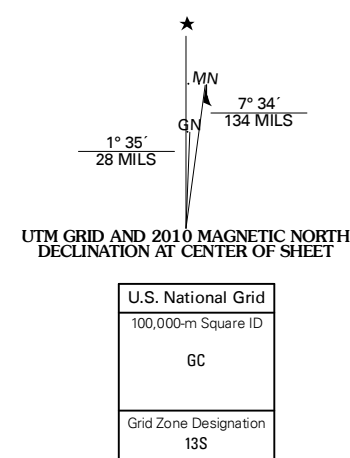 ★
MN
7° 34´
134 MILS
GN
1° 35´
28 MILS
UTM GRID AND 2010 MAGNETIC NORTH
DECLINATION AT CENTER OF SHEET
U.S. National Grid
100,000-m Square ID
GC
Grid Zone Designation
13S